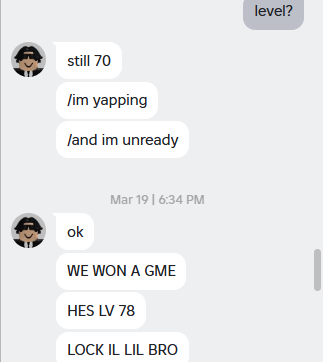 level?
still 70
/im yapping
/and im unready
Mar 19 | 6:34 PM
ok
WE WON A GME
HES LV 78
LOCK IL LIL BRO